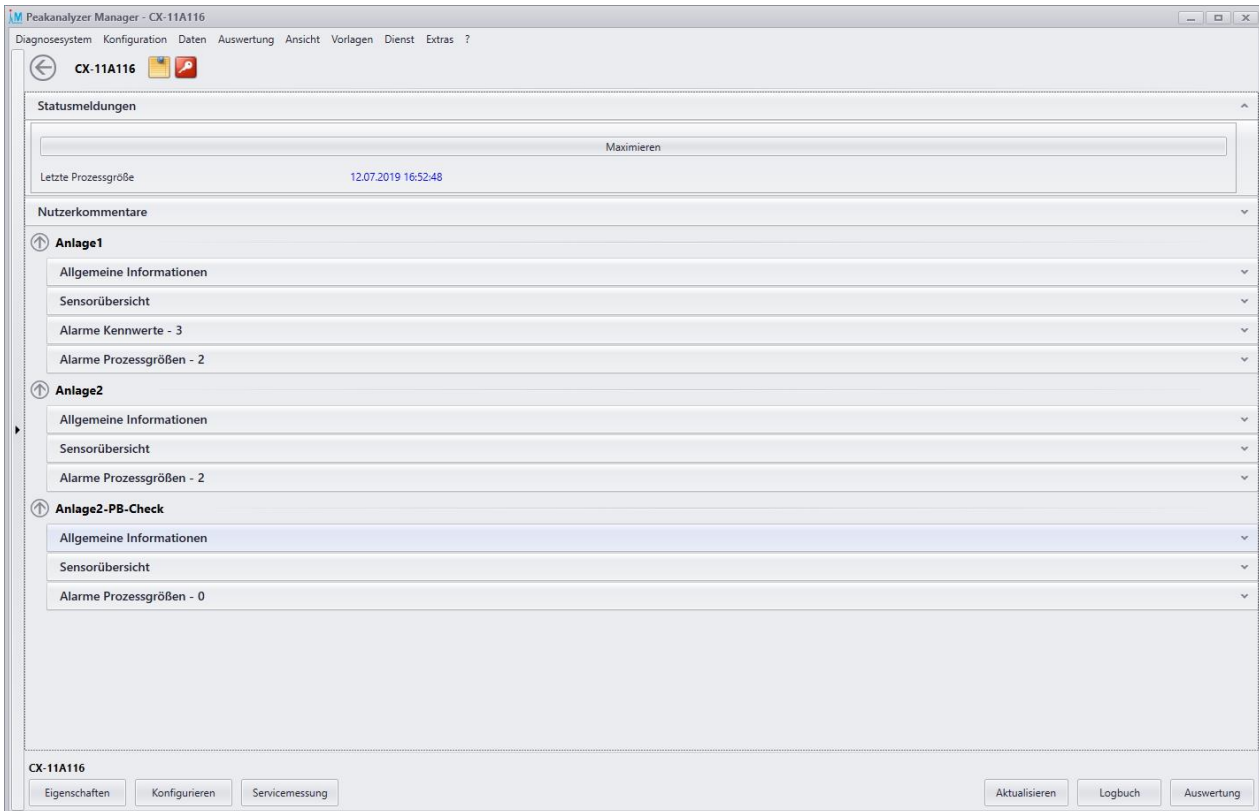 Peakanalyzer Manager - CX-11A116
Diagnosesystem Konfiguration Daten Auswertung Ansicht Vorlagen Dienst Extras ?
CX-11A116
Statusmeldungen
Maximieren
Letzte Prozessgröße 12.07.2019 16:52:48
Nutzerkommentare
Anlage1
Allgemeine Informationen
Sensorübersicht
Alarme Kennwerte - 3
Alarme Prozessgrößen - 2
Anlage2
Allgemeine Informationen
Sensorübersicht
Alarme Prozessgrößen - 2
Anlage2-PB-Check
Allgemeine Informationen
Sensorübersicht
Alarme Prozessgrößen - 0
CX-11A116
Eigenschaften Konfigurieren Servicemessung Aktualisieren Logbuch Auswertung